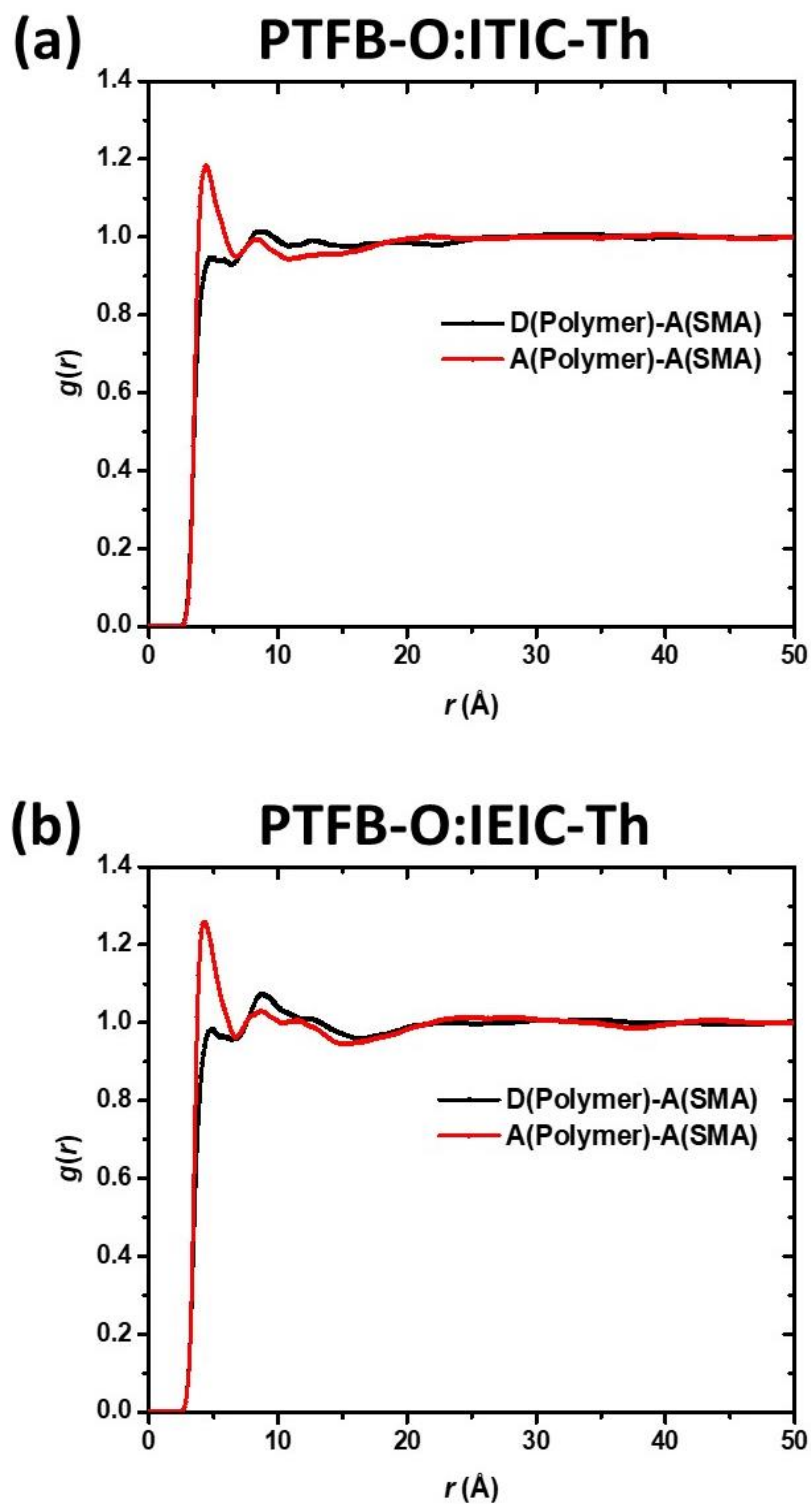 (a) PTFB-O:ITIC-Th
1.4
1.2
1.0
0.8
0.6
0.4
0.2
0.0
g(r)
D(Polymer)-A(SMA)
A(Polymer)-A(SMA)
0 10 20 30 40 50
r (Å)
(b) PTFB-O:IEIC-Th
1.4
1.2
1.0
0.8
0.6
0.4
0.2
0.0
g(r)
D(Polymer)-A(SMA)
A(Polymer)-A(SMA)
0 10 20 30 40 50
r (Å)